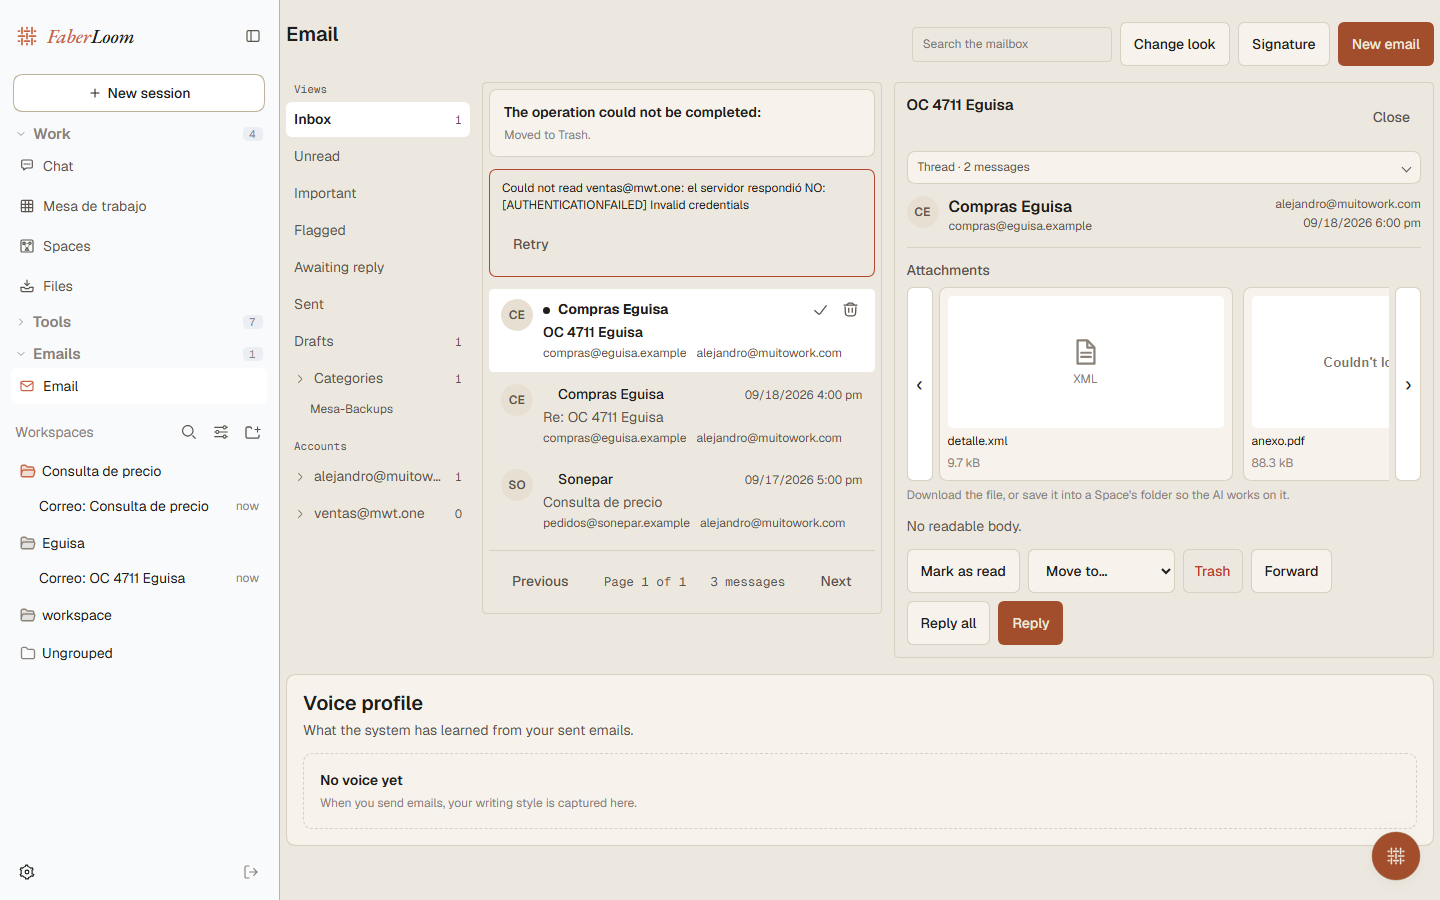 FaberLoom
New session
Work 4
Chat
Mesa de trabajo
Spaces
Files
Tools 7
Emails 1
Email
Workspaces
Consulta de precio
Correo: Consulta de precio now
Eguisa
Correo: OC 4711 Eguisa now
workspace
Ungrouped
Email
Search the mailbox
Change look
Signature
New email
Views
Inbox 1
Unread
Important
Flagged
Awaiting reply
Sent
Drafts 1
Categories 1
Mesa-Backups
Accounts
alejandro@muitow... 1
ventas@mwt.one 0
The operation could not be completed:
Moved to Trash.
Could not read ventas@mwt.one: el servidor respondió NO:
[AUTHENTICATIONFAILED] Invalid credentials
Retry
CE Compras Eguisa
OC 4711 Eguisa
compras@eguisa.example alejandro@muitowork.com
CE Compras Eguisa 09/18/2026 4:00 pm
Re: OC 4711 Eguisa
compras@eguisa.example alejandro@muitowork.com
SO Sonepar 09/17/2026 5:00 pm
Consulta de precio
pedidos@sonepar.example alejandro@muitowork.com
Previous Page 1 of 1 3 messages Next
OC 4711 Eguisa
Close
Thread · 2 messages
CE Compras Eguisa alejandro@muitowork.com
compras@eguisa.example 09/18/2026 6:00 pm
Attachments
XML
Couldn't lo
detalle.xml
9.7 kB
anexo.pdf
88.3 kB
Download the file, or save it into a Space's folder so the AI works on it.
No readable body.
Mark as read
Move to...
Trash
Forward
Reply all
Reply
Voice profile
What the system has learned from your sent emails.
No voice yet
When you send emails, your writing style is captured here.